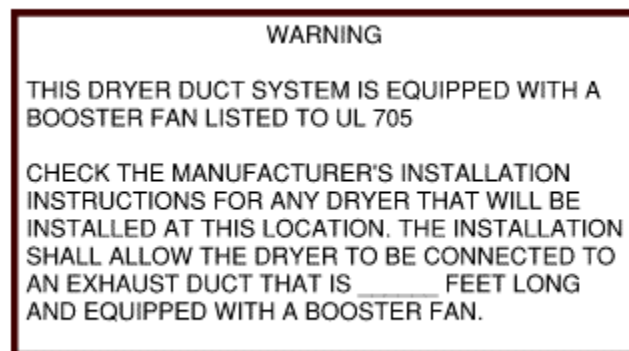 WARNING
THIS DRYER DUCT SYSTEM IS EQUIPPED WITH A
BOOSTER FAN LISTED TO UL 705
CHECK THE MANUFACTURER'S INSTALLATION
INSTRUCTIONS FOR ANY DRYER THAT WILL BE
INSTALLED AT THIS LOCATION. THE INSTALLATION
SHALL ALLOW THE DRYER TO BE CONNECTED TO
AN EXHAUST DUCT THAT IS ______ FEET LONG
AND EQUIPPED WITH A BOOSTER FAN.